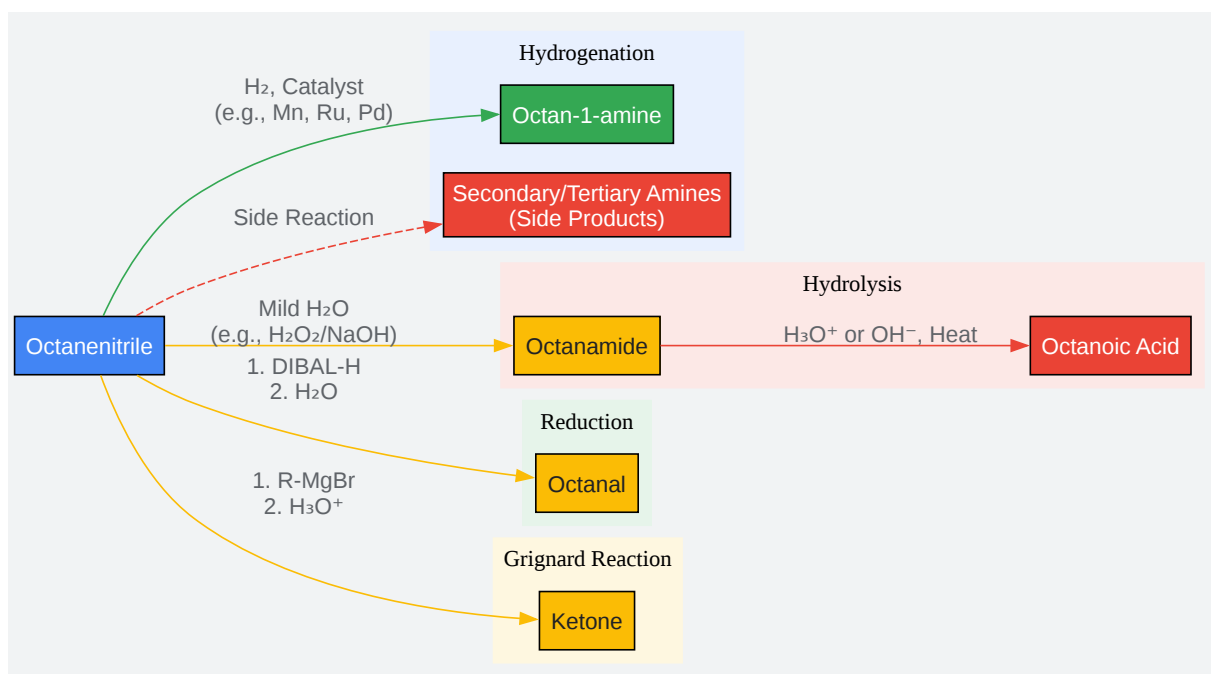 Hydrogenation
H₂, Catalyst
(e.g., Mn, Ru, Pd)
Octan-1-amine
Secondary/Tertiary Amines
(Side Products)
Side Reaction
Hydrolysis
Octanenitrile
Mild H₂O
(e.g., H₂O₂/NaOH)
Octanamide
H₃O⁺ or OH⁻, Heat
Octanoic Acid
1. DIBAL-H
2. H₂O
Reduction
Octanal
1. R-MgBr
2. H₃O⁺
Grignard Reaction
Ketone